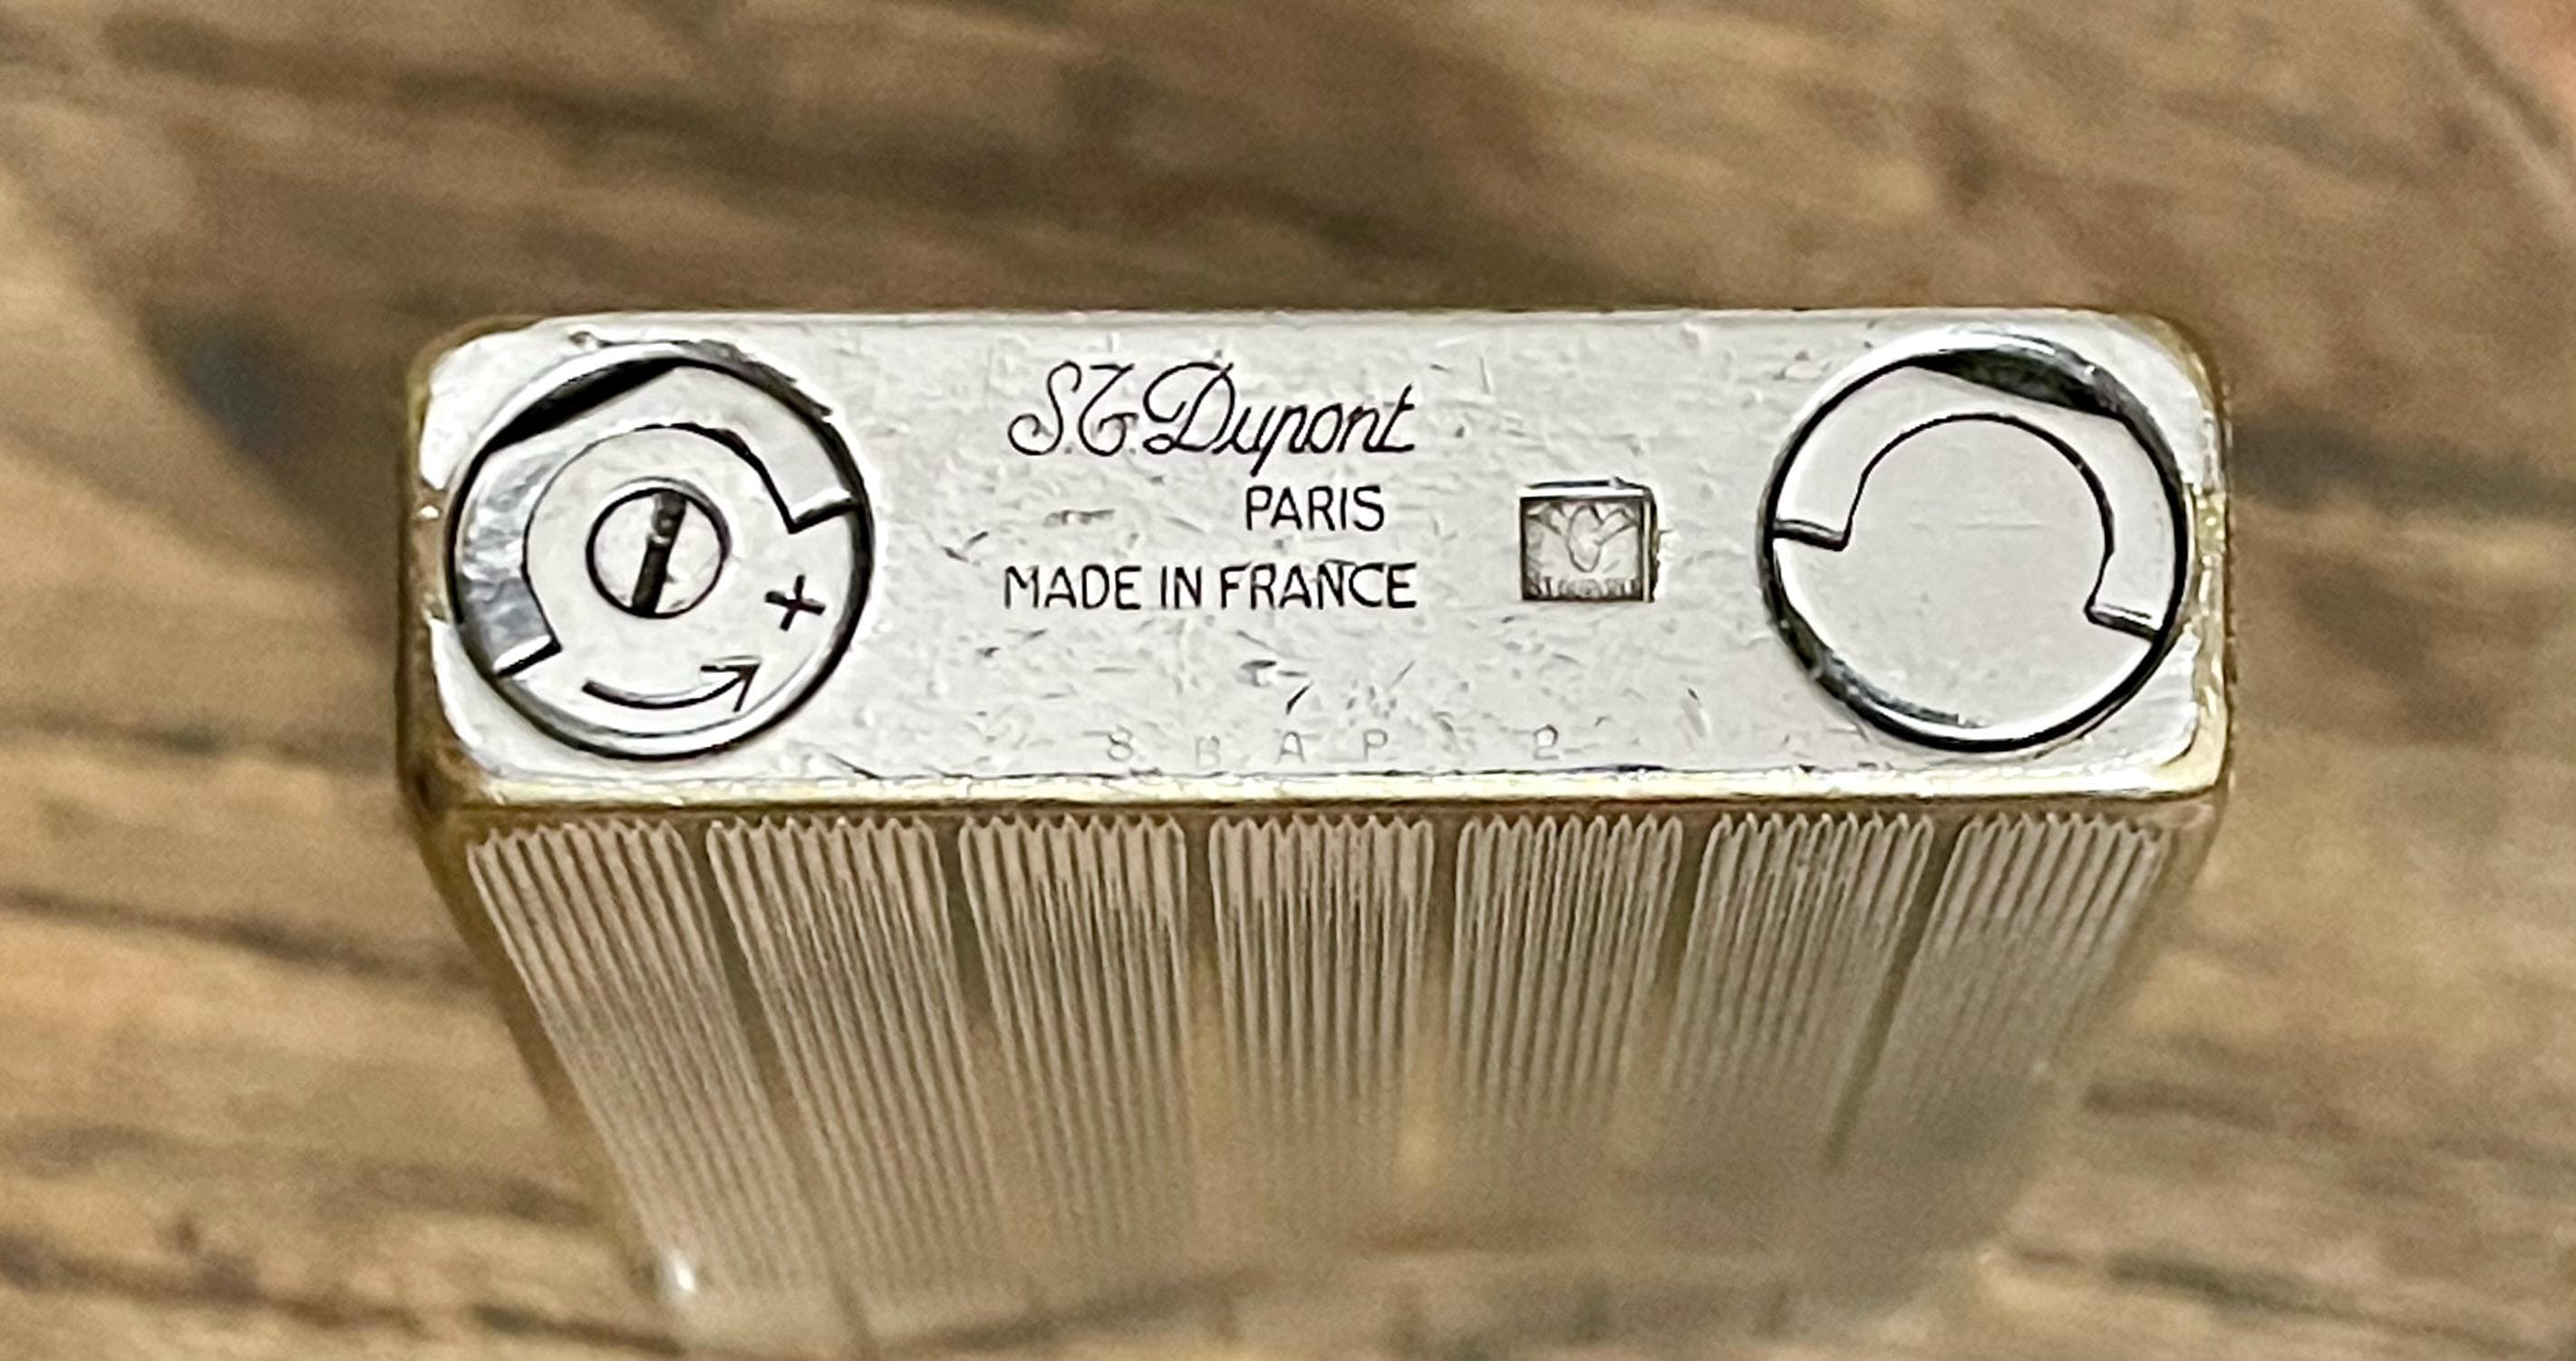 S.T. Dupont
PARIS
MADE IN FRANCE
+